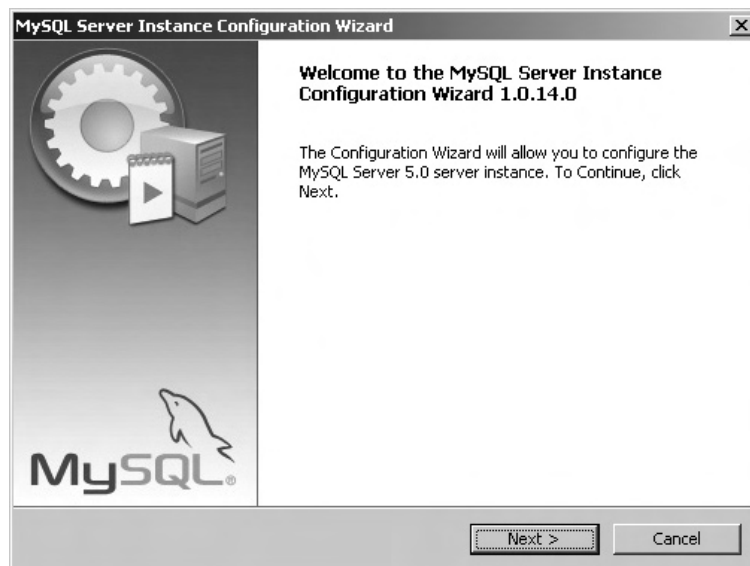 MySQL Server Instance Configuration Wizard
Welcome to the MySQL Server Instance
Configuration Wizard 1.0.14.0
The Configuration Wizard will allow you to configure the
MySQL Server 5.0 server instance. To Continue, click
Next.
MySQL®
Next >
Cancel